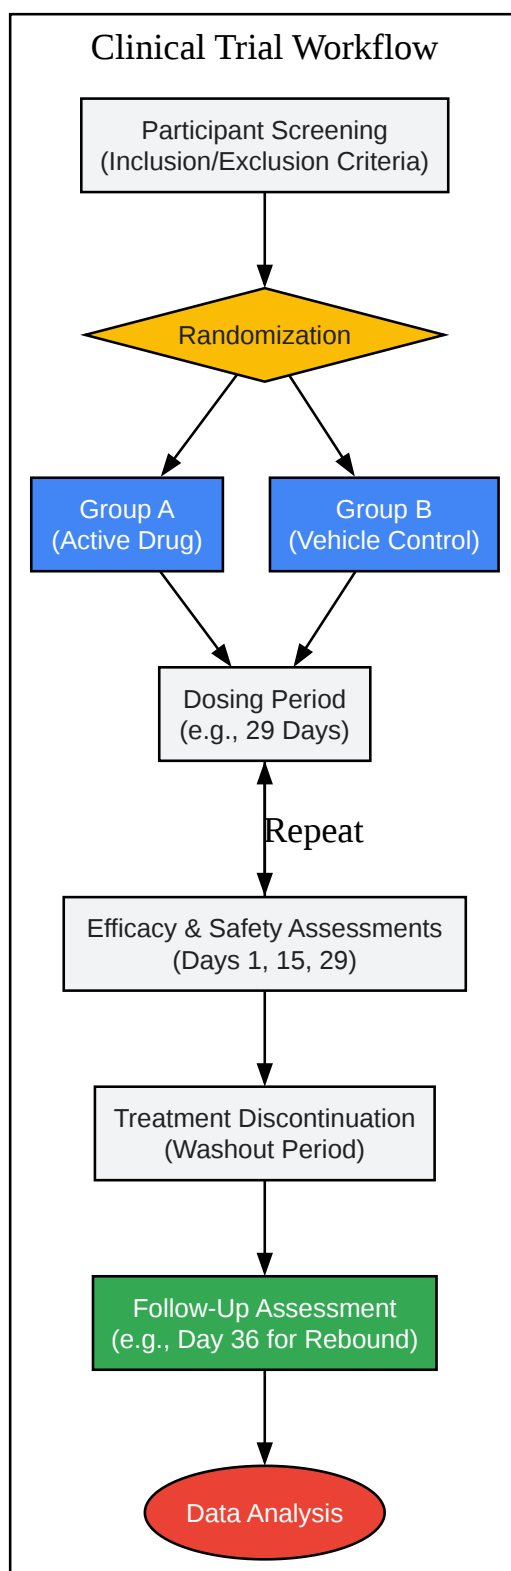 Clinical Trial Workflow
Participant Screening
(Inclusion/Exclusion Criteria)
Randomization
Group A
(Active Drug)
Group B
(Vehicle Control)
Dosing Period
(e.g., 29 Days)
Repeat
Efficacy & Safety Assessments
(Days 1, 15, 29)
Treatment Discontinuation
(Washout Period)
Follow-Up Assessment
(e.g., Day 36 for Rebound)
Data Analysis